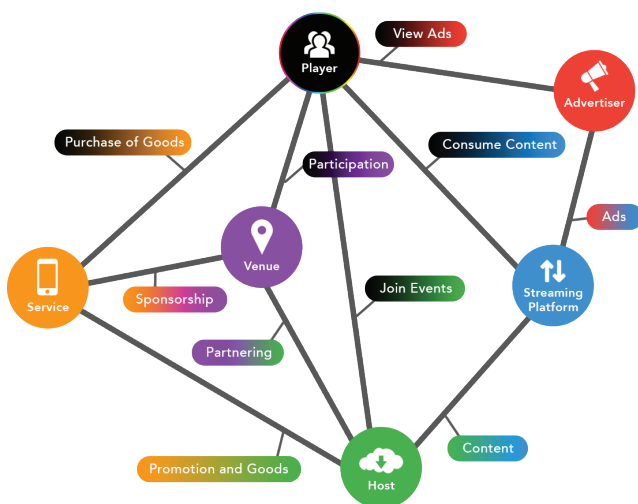 View Ads
Player
Advertiser
Purchase of Goods
Consume Content
Participation
Ads
Venue
Service
Sponsorship
Join Events
Streaming
Platform
Partnering
Content
Promotion and Goods
Host